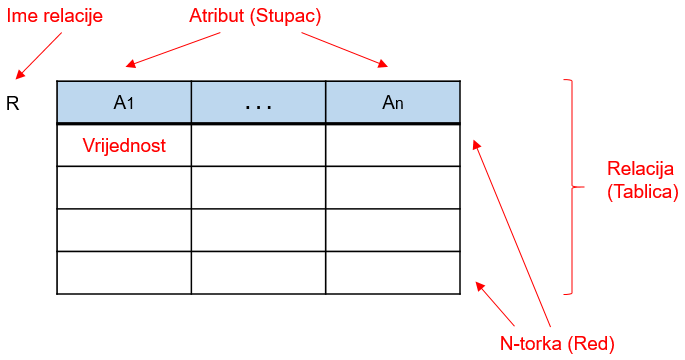 Ime relacije
Atribut (Stupac)
R
A1
...
An
Vrijednost
Relacija
(Tablica)
N-torka (Red)